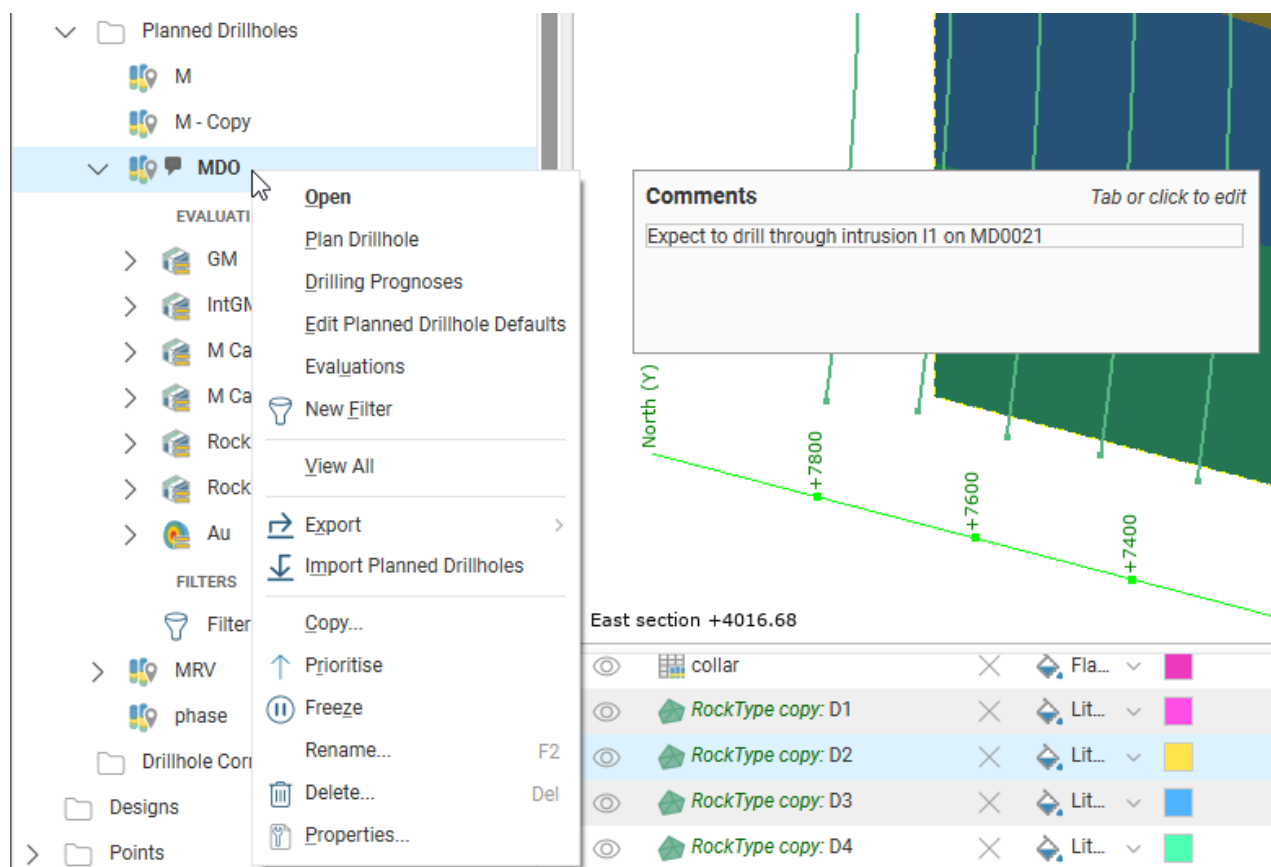 Planned Drillholes
M
M - Copy
MDO
EVALUATI
GM
IntGM
M Ca
M Ca
Rock
Rock
Au
FILTERS
Filter
MRV
phase
Drillhole Corr
Designs
Points
Open
Plan Drillhole
Drilling Prognoses
Edit Planned Drillhole Defaults
Evaluations
New Filter
View All
Export
Import Planned Drillholes
Copy...
Prioritise
Freeze
Rename... F2
Delete... Del
Properties...
Comments Tab or click to edit
Expect to drill through intrusion I1 on MD0021
North (Y)
+7800
+7600
+7400
East section +4016.68
collar Fla...
RockType copy: D1 Lit...
RockType copy: D2 Lit...
RockType copy: D3 Lit...
RockType copy: D4 Lit...